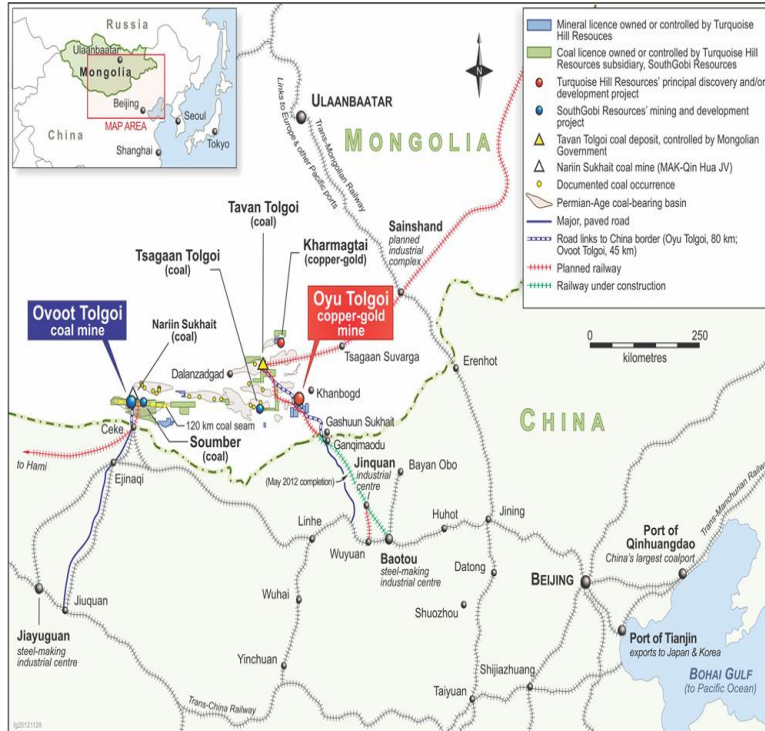 Russia
Ulaanbaatar
Mongolia
Beijing
MAP AREA
Seoul
China
Shanghai
Tokyo
Mineral licence owned or controlled by Turquoise
Hill Resouces
Coal licence owned or controlled by Turquoise Hill
Resources subsidiary, SouthGobi Resources
Turquoise Hill Resources' principal discovery and/or
development project
SouthGobi Resources' mining and development
project
Tavan Tolgoi coal deposit, controlled by Mongolian
Government
Nariin Sukhait coal mine (MAK-Qin Hua JV)
Documented coal occurrence
Permian-Age coal-bearing basin
Major, paved road
Road links to China border (Oyu Tolgoi, 80 km;
Ovoot Tolgoi, 45 km)
Planned railway
Railway under construction
0 250
kilometres
N
ULAANBAATAR
MONGOLIA
Links to Europe & other Pacific ports
Trans-Mongolian Railway
Sainshand
planned
industrial
complex
Tavan Tolgoi
(coal)
Kharmagtai
(copper-gold)
Tsagaan Tolgoi
(coal)
Oyu Tolgoi
copper-gold
mine
Ovoot Tolgoi
coal mine
Nariin Sukhait
(coal)
Tsagaan Suvarga
Erenhot
Dalanzadgad
Khanbogd
CHINA
120 km coal seam
Gashuun Sukhait
Ceke
Soumber
(coal)
Ganqimaodu
to Hami
Ejinaqi
Jinquan
industrial
centre
Bayan Obo
(May 2012 completion)
Linhe
Huhot
Jining
Wuyuan
Baotou
steel-making
industrial centre
Port of
Qinhuangdao
China's largest coalport
Trans-Manchurian Railway
Datong
BEIJING
Wuhai
Shuozhou
Jiayuguan
steel-making
industrial centre
Jiuquan
Port of Tianjin
exports to Japan & Korea
Yinchuan
Shijiazhuang
BOHAI GULF
(to Pacific Ocean)
Taiyuan
Trans-China Railway
fg20121128